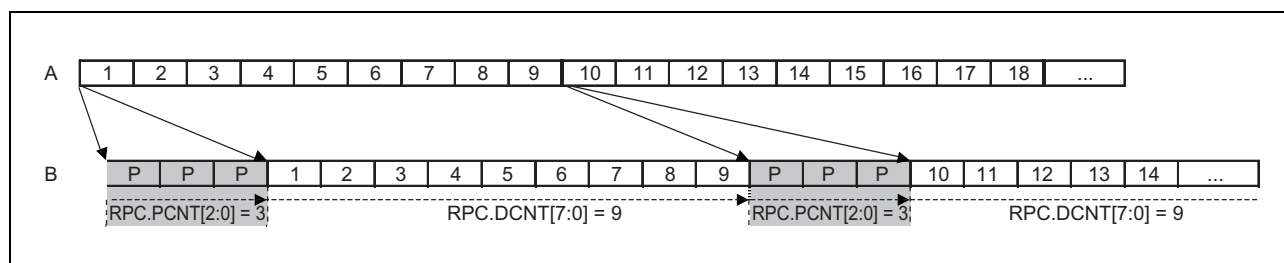 A 1 2 3 4 5 6 7 8 9 10 11 12 13 14 15 16 17 18 ...
B P P P 1 2 3 4 5 6 7 8 9 P P P 10 11 12 13 14 ...
RPC.PCNT[2:0] = 3 RPC.DCNT[7:0] = 9 RPC.PCNT[2:0] = 3 RPC.DCNT[7:0] = 9